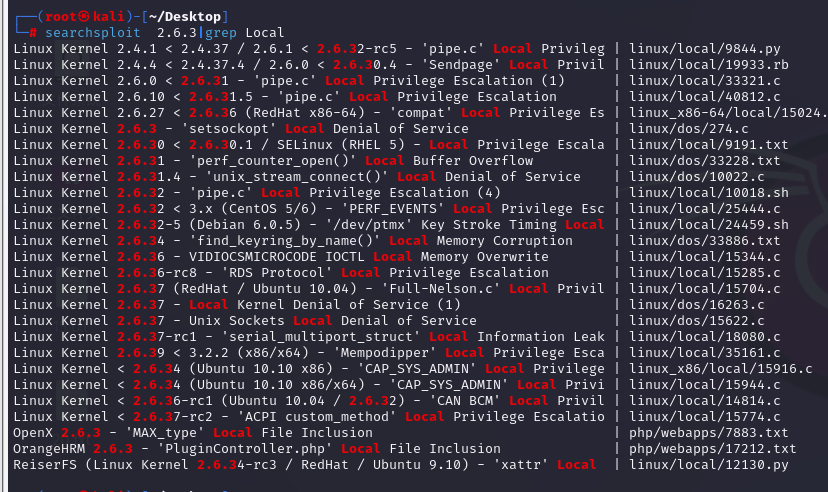 (root㉿kali)-[~/Desktop]
# searchsploit 2.6.3|grep Local
Linux Kernel 2.4.1 < 2.4.37 / 2.6.1 < 2.6.32-rc5 - 'pipe.c' Local Privileg | linux/local/9844.py
Linux Kernel 2.4.4 < 2.4.37.4 / 2.6.0 < 2.6.30.4 - 'Sendpage' Local Privil | linux/local/19933.rb
Linux Kernel 2.6.0 < 2.6.31 - 'pipe.c' Local Privilege Escalation (1) | linux/local/33321.c
Linux Kernel 2.6.10 < 2.6.31.5 - 'pipe.c' Local Privilege Escalation | linux/local/40812.c
Linux Kernel 2.6.27 < 2.6.36 (RedHat x86-64) - 'compat' Local Privilege Es | linux_x86-64/local/15024.
Linux Kernel 2.6.3 - 'setsockopt' Local Denial of Service | linux/dos/274.c
Linux Kernel 2.6.30 < 2.6.30.1 / SELinux (RHEL 5) - Local Privilege Escala | linux/local/9191.txt
Linux Kernel 2.6.31 - 'perf_counter_open()' Local Buffer Overflow | linux/dos/33228.txt
Linux Kernel 2.6.31.4 - 'unix_stream_connect()' Local Denial of Service | linux/dos/10022.c
Linux Kernel 2.6.32 - 'pipe.c' Local Privilege Escalation (4) | linux/local/10018.sh
Linux Kernel 2.6.32 < 3.x (CentOS 5/6) - 'PERF_EVENTS' Local Privilege Esc | linux/local/25444.c
Linux Kernel 2.6.32-5 (Debian 6.0.5) - '/dev/ptmx' Key Stroke Timing Local | linux/local/24459.sh
Linux Kernel 2.6.34 - 'find_keyring_by_name()' Local Memory Corruption | linux/dos/33886.txt
Linux Kernel 2.6.36 - VIDIOCSMICROCODE IOCTL Local Memory Overwrite | linux/local/15344.c
Linux Kernel 2.6.36-rc8 - 'RDS Protocol' Local Privilege Escalation | linux/local/15285.c
Linux Kernel 2.6.37 (RedHat / Ubuntu 10.04) - 'Full-Nelson.c' Local Privil | linux/local/15704.c
Linux Kernel 2.6.37 - Local Kernel Denial of Service (1) | linux/dos/16263.c
Linux Kernel 2.6.37 - Unix Sockets Local Denial of Service | linux/dos/15622.c
Linux Kernel 2.6.37-rc1 - 'serial_multiport_struct' Local Information Leak | linux/local/18080.c
Linux Kernel 2.6.39 < 3.2.2 (x86/x64) - 'Mempodipper' Local Privilege Esca | linux/local/35161.c
Linux Kernel < 2.6.34 (Ubuntu 10.10 x86) - 'CAP_SYS_ADMIN' Local Privilege | linux_x86/local/15916.c
Linux Kernel < 2.6.34 (Ubuntu 10.10 x86/x64) - 'CAP_SYS_ADMIN' Local Privi | linux/local/15944.c
Linux Kernel < 2.6.36-rc1 (Ubuntu 10.04 / 2.6.32) - 'CAN BCM' Local Privil | linux/local/14814.c
Linux Kernel < 2.6.37-rc2 - 'ACPI custom_method' Local Privilege Escalatio | linux/local/15774.c
OpenX 2.6.3 - 'MAX_type' Local File Inclusion | php/webapps/7883.txt
OrangeHRM 2.6.3 - 'PluginController.php' Local File Inclusion | php/webapps/17212.txt
ReiserFS (Linux Kernel 2.6.34-rc3 / RedHat / Ubuntu 9.10) - 'xattr' Local | linux/local/12130.py